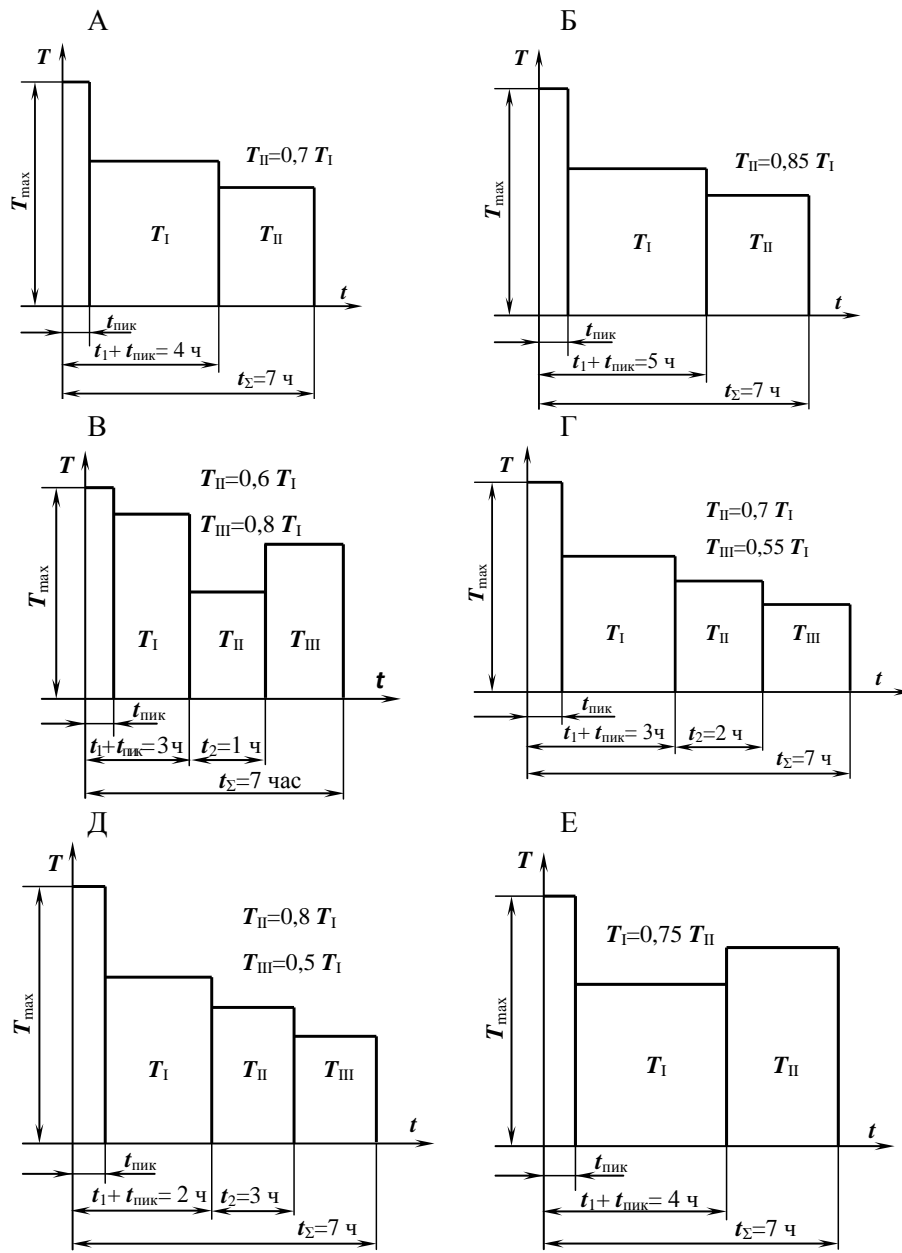 А
T
T_max
T_II=0,7 T_I
T_I
T_II
t
t_пик
t_1+ t_пик= 4 ч
t_Σ=7 ч
Б
T
T_max
T_II=0,85 T_I
T_I
T_II
t
t_пик
t_1+ t_пик=5 ч
t_Σ=7 ч
В
T
T_max
T_II=0,6 T_I
T_III=0,8 T_I
T_I
T_II
T_III
t
t_пик
t_1+t_пик=3 ч
t_2=1 ч
t_Σ=7 час
Г
T
T_max
T_II=0,7 T_I
T_III=0,55 T_I
T_I
T_II
T_III
t
t_пик
t_1+ t_пик= 3ч
t_2=2 ч
t_Σ=7 ч
Д
T
T_max
T_II=0,8 T_I
T_III=0,5 T_I
T_I
T_II
T_III
t
t_пик
t_1+ t_пик= 2 ч
t_2=3 ч
t_Σ=7 ч
Е
T
T_max
T_I=0,75 T_II
T_I
T_II
t
t_пик
t_1+ t_пик= 4 ч
t_Σ=7 ч